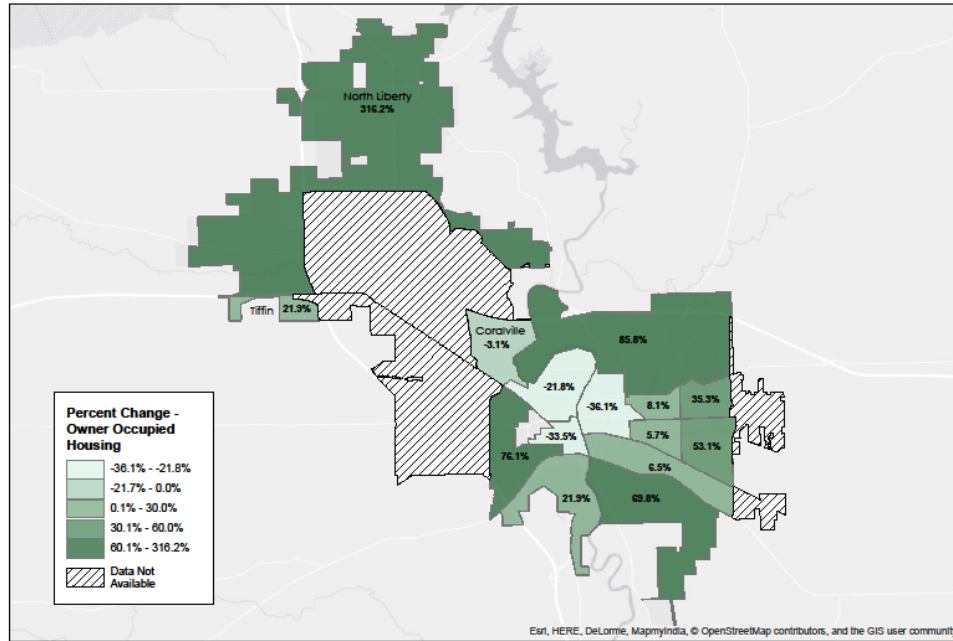 North Liberty
316.2%
Tiffin
21.9%
Coralville
-3.1%
85.8%
-21.8%
-36.1%
8.1%
35.3%
-33.5%
5.7%
53.1%
76.1%
6.5%
21.9%
69.8%
Percent Change -
Owner Occupied
Housing
-36.1% - -21.8%
-21.7% - 0.0%
0.1% - 30.0%
30.1% - 60.0%
60.1% - 316.2%
Data Not
Available
Esri, HERE, DeLorme, MapmyIndia, © OpenStreetMap contributors, and the GIS user communit